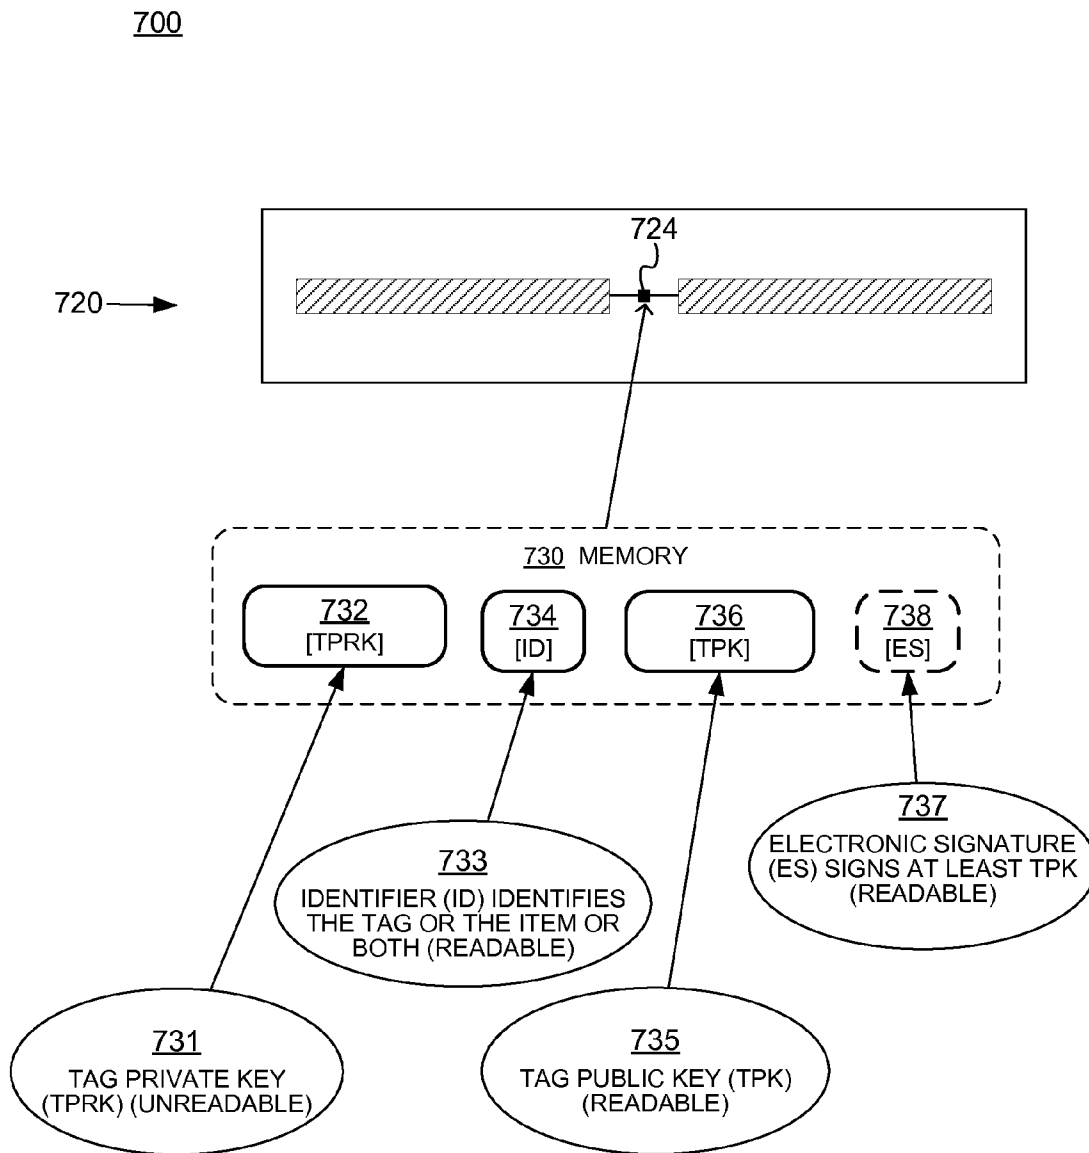 700
724
720
730 MEMORY
732
[TPRK]
734
[ID]
736
[TPK]
738
[ES]
737
ELECTRONIC SIGNATURE
(ES) SIGNS AT LEAST TPK
(READABLE)
733
IDENTIFIER (ID) IDENTIFIES
THE TAG OR THE ITEM OR
BOTH (READABLE)
731
TAG PRIVATE KEY
(TPRK) (UNREADABLE)
735
TAG PUBLIC KEY (TPK)
(READABLE)